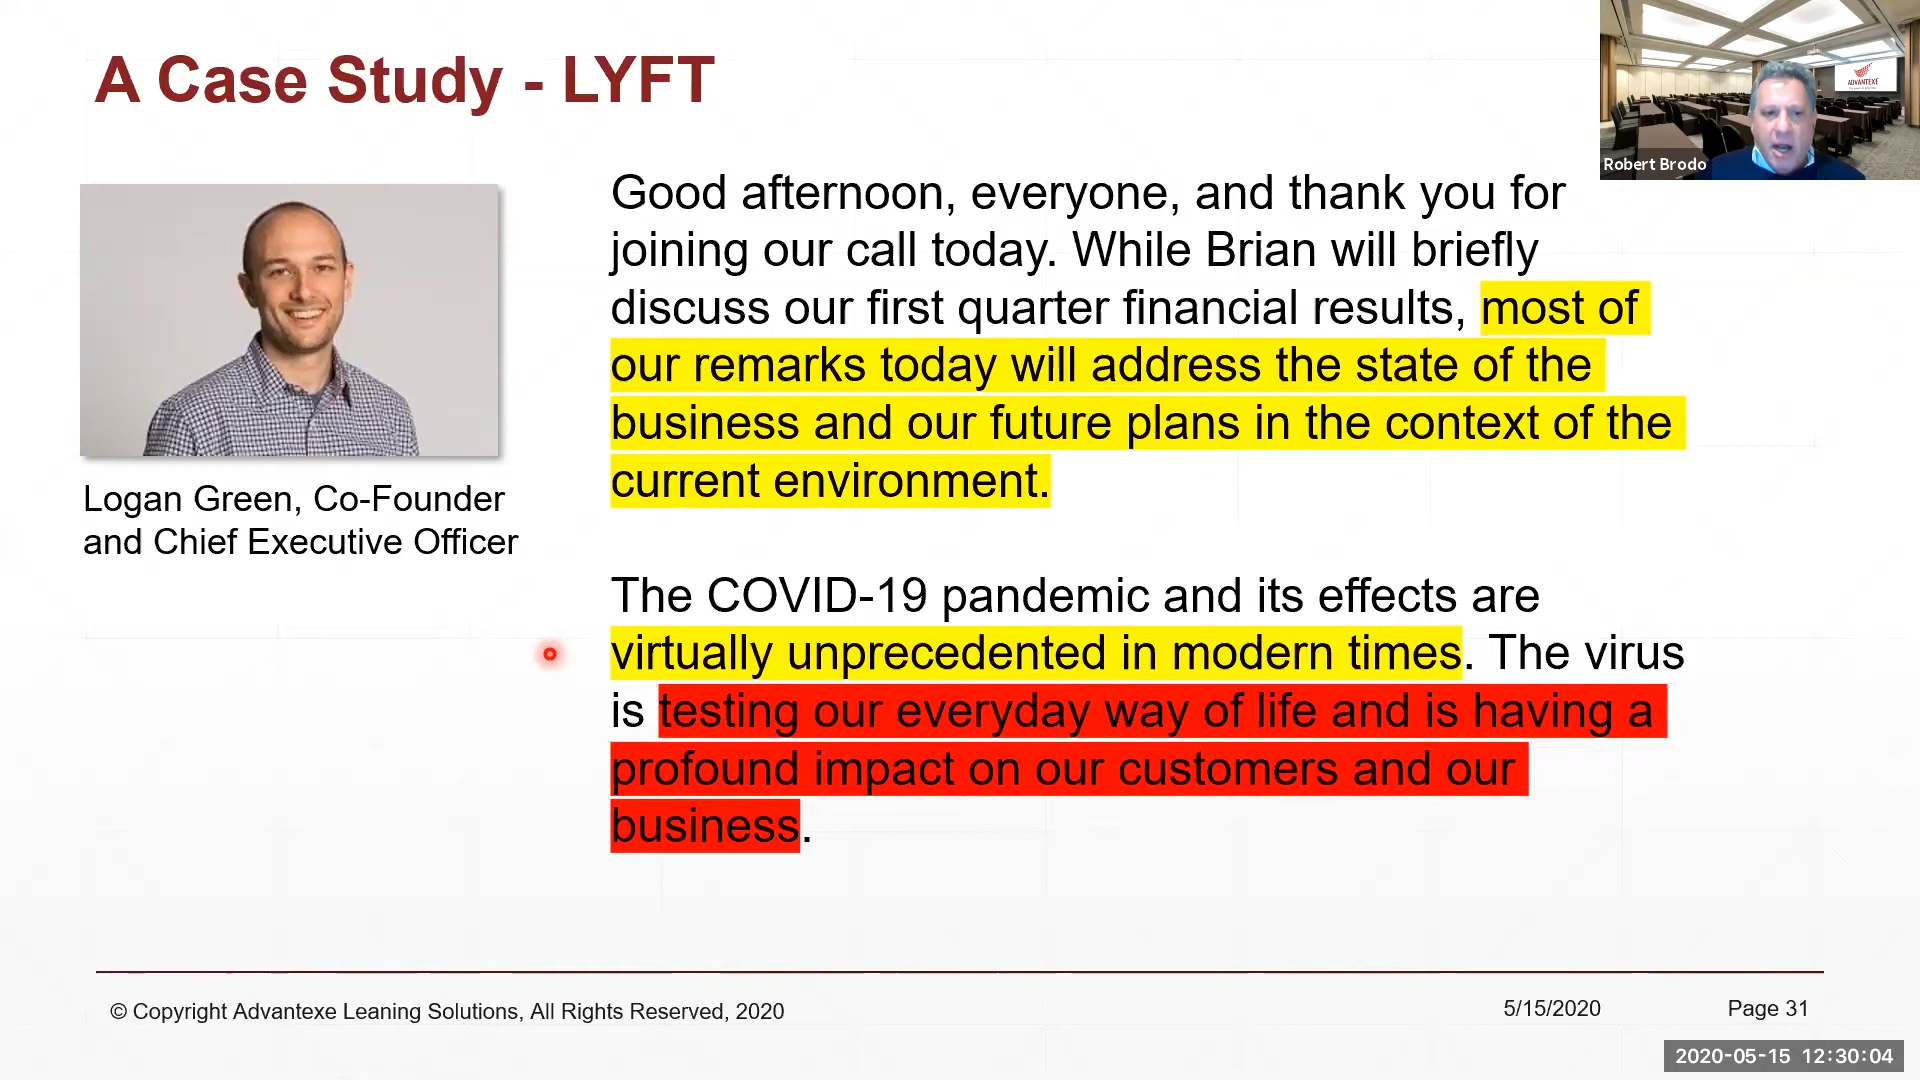 A Case Study - LYFT
ADVANTEXE
Robert Brodo
Good afternoon, everyone, and thank you for
joining our call today. While Brian will briefly
discuss our first quarter financial results, most of
our remarks today will address the state of the
business and our future plans in the context of the
current environment.
Logan Green, Co-Founder
and Chief Executive Officer
The COVID-19 pandemic and its effects are
virtually unprecedented in modern times. The virus
is testing our everyday way of life and is having a
profound impact on our customers and our
business.
© Copyright Advantexe Leaning Solutions, All Rights Reserved, 2020
5/15/2020
Page 31
2020-05-15 12:30:04